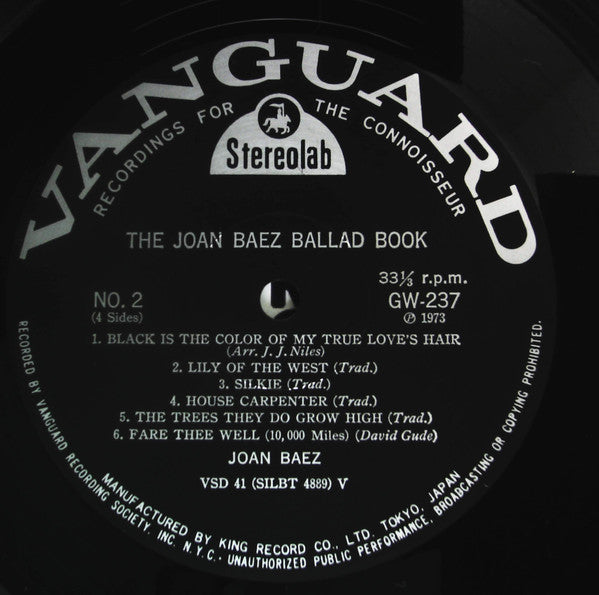 VANGUARD
RECORDINGS FOR THE CONNOISSEUR
Stereolab
THE JOAN BAEZ BALLAD BOOK
33⅓ r.p.m.
NO. 2 GW-237
(4 Sides) ℗ 1973
1. BLACK IS THE COLOR OF MY TRUE LOVE'S HAIR
(Arr. J. J. Niles)
2. LILY OF THE WEST (Trad.)
3. SILKIE (Trad.)
4. HOUSE CARPENTER (Trad.)
5. THE TREES THEY DO GROW HIGH (Trad.)
6. FARE THEE WELL (10,000 Miles) (David Gude)
JOAN BAEZ
VSD 41 (SILBT 4889) V
MANUFACTURED BY KING RECORD CO., LTD. TOKYO, JAPAN
RECORDED BY VANGUARD RECORDING SOCIETY, INC. N.Y.C. UNAUTHORIZED PUBLIC PERFORMANCE, BROADCASTING OR COPYING PROHIBITED.